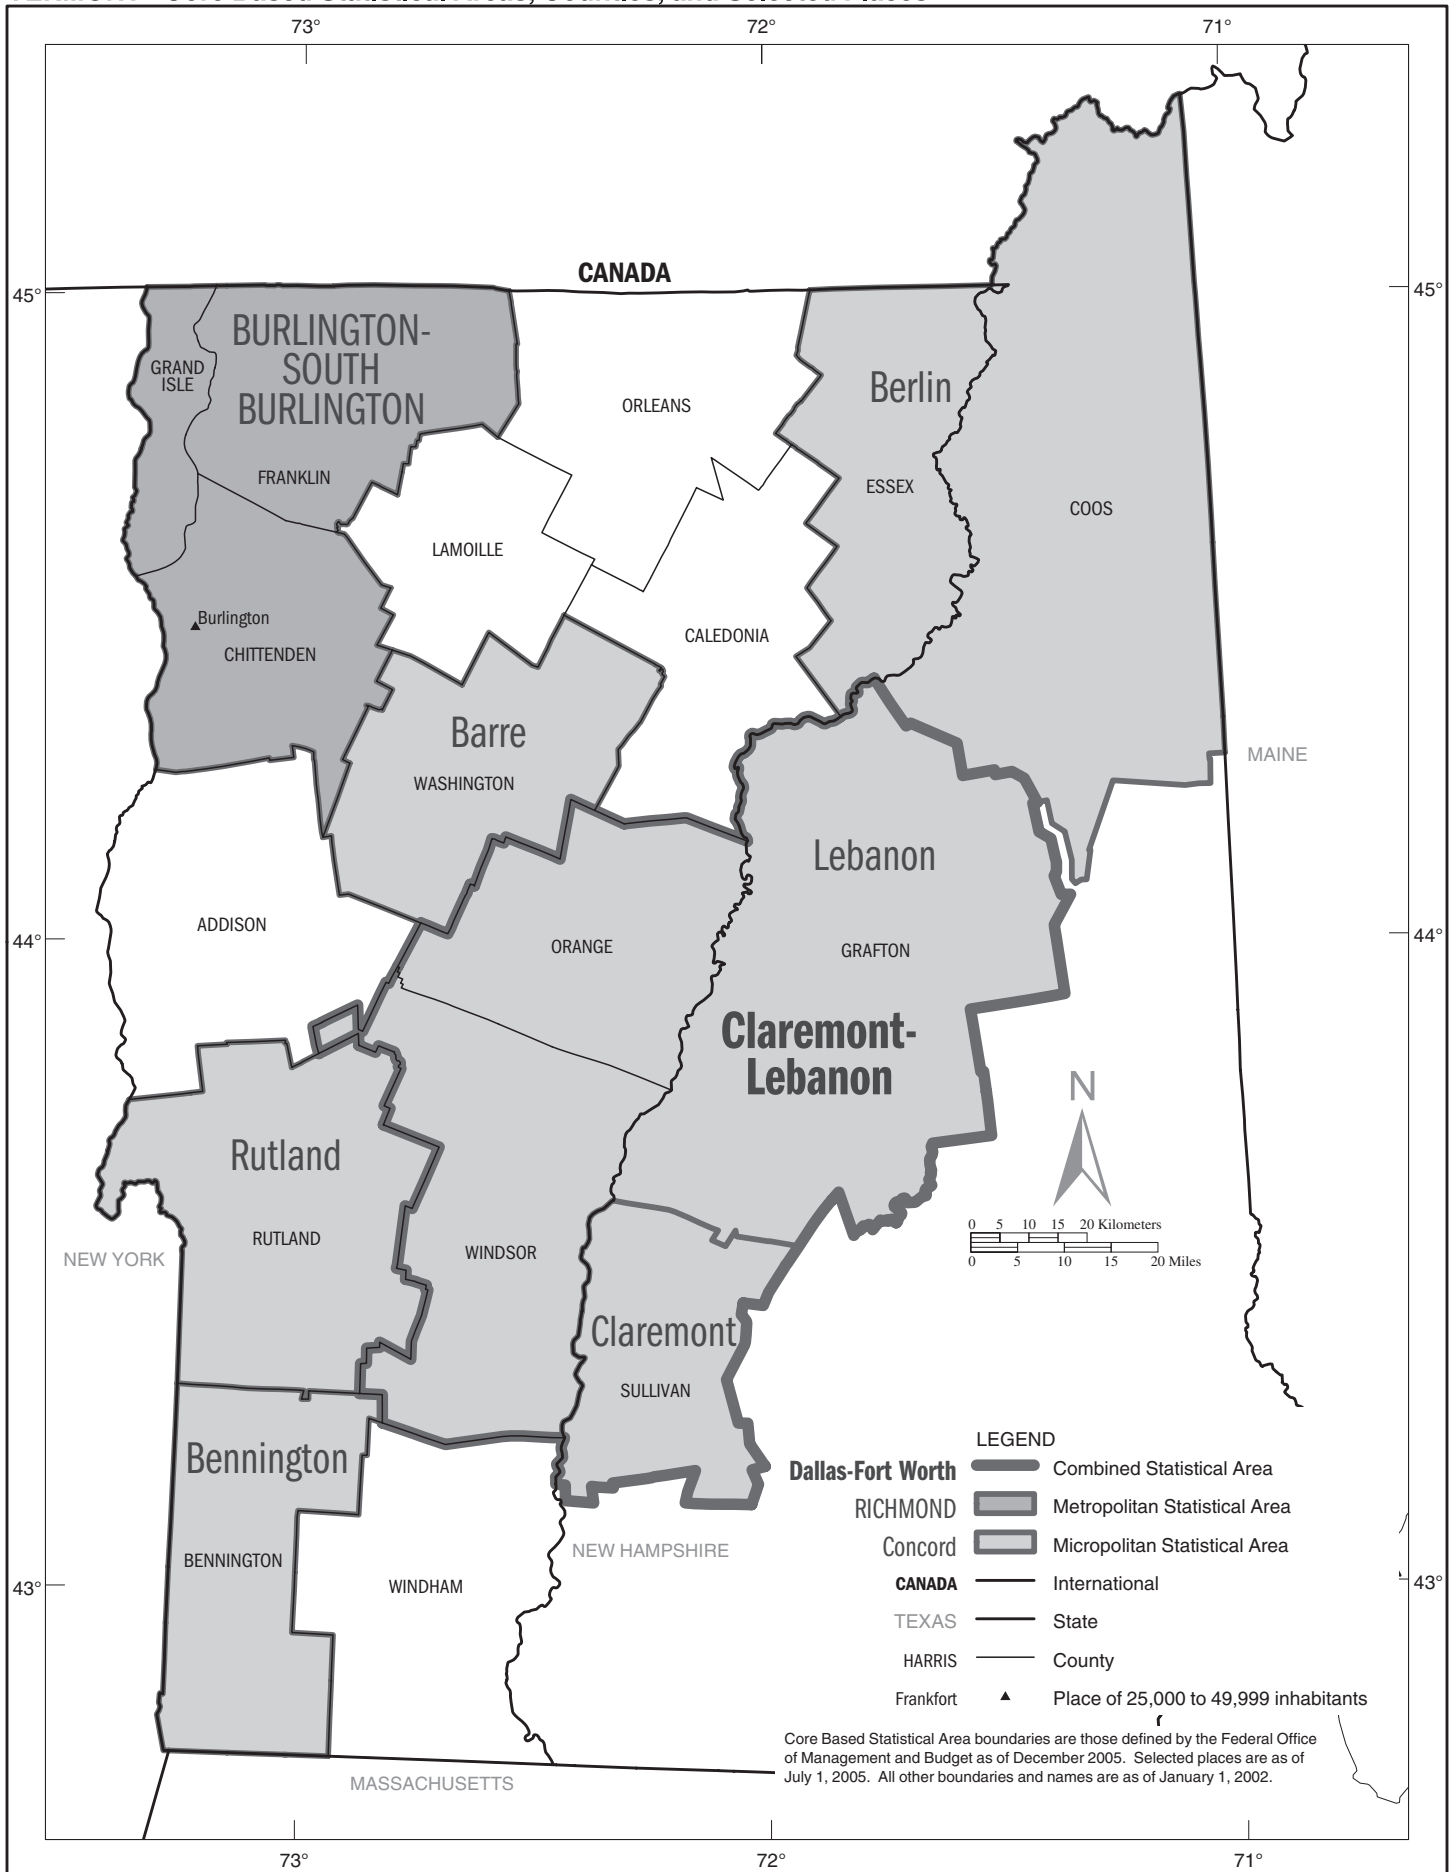 73°
72°
71°
CANADA
45°
45°
BURLINGTON-
SOUTH
BURLINGTON
GRAND
ISLE
FRANKLIN
ORLEANS
Berlin
ESSEX
COOS
LAMOILLE
Burlington
CHITTENDEN
CALEDONIA
Barre
WASHINGTON
MAINE
Lebanon
ADDISON
ORANGE
GRAFTON
44°
44°
Claremont-
Lebanon
N
Rutland
RUTLAND
NEW YORK
WINDSOR
0 5 10 15 20 Kilometers
0 5 10 15 20 Miles
Claremont
SULLIVAN
Bennington
BENNINGTON
WINDHAM
NEW HAMPSHIRE
43°
43°
LEGEND
Dallas-Fort Worth Combined Statistical Area
RICHMOND Metropolitan Statistical Area
Concord Micropolitan Statistical Area
CANADA International
TEXAS State
HARRIS County
Frankfort Place of 25,000 to 49,999 inhabitants
Core Based Statistical Area boundaries are those defined by the Federal Office
of Management and Budget as of December 2005. Selected places are as of
July 1, 2005. All other boundaries and names are as of January 1, 2002.
MASSACHUSETTS
73°
72°
71°